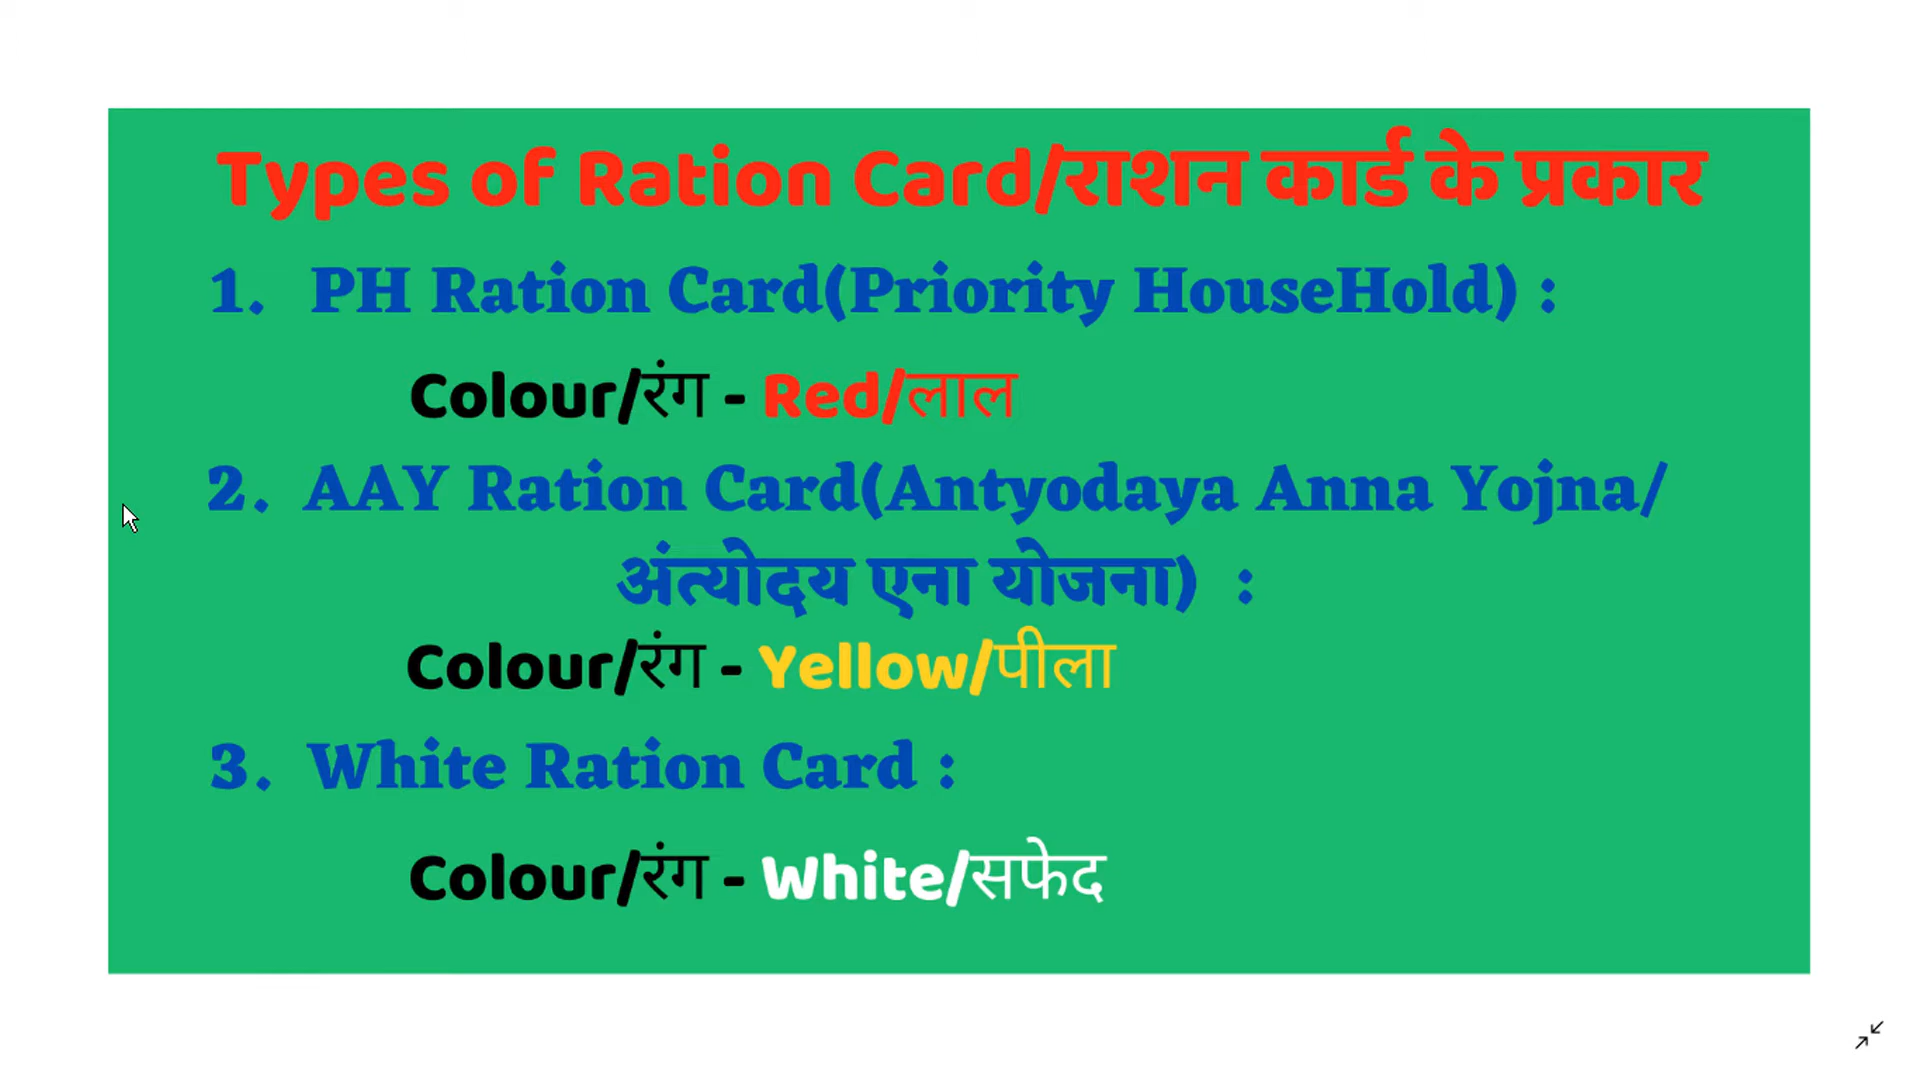 Types of Ration Card/राशन कार्ड के प्रकार
1. PH Ration Card(Priority HouseHold) :
Colour/रंग - Red/लाल
2. AAY Ration Card(Antyodaya Anna Yojna/
अंत्योदय एना योजना) :
Colour/रंग - Yellow/पीला
3. White Ration Card :
Colour/रंग - White/सफेद